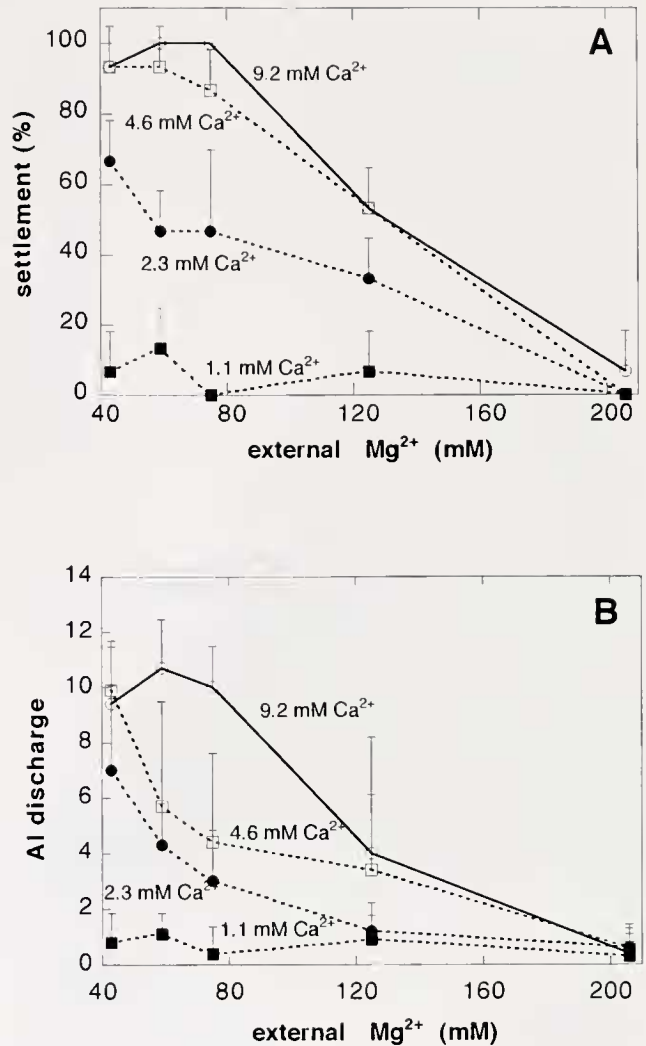 A
100
80
60
40
20
0
settlement (%)
9.2 mM Ca²⁺
4.6 mM Ca²⁺
2.3 mM Ca²⁺
1.1 mM Ca²⁺
40 80 120 160 200
external Mg²⁺ (mM)
B
14
12
10
8
6
4
2
0
AI discharge
9.2 mM Ca²⁺
4.6 mM Ca²⁺
2.3 mM Ca²
1.1 mM Ca²⁺
40 80 120 160 200
external Mg²⁺ (mM)